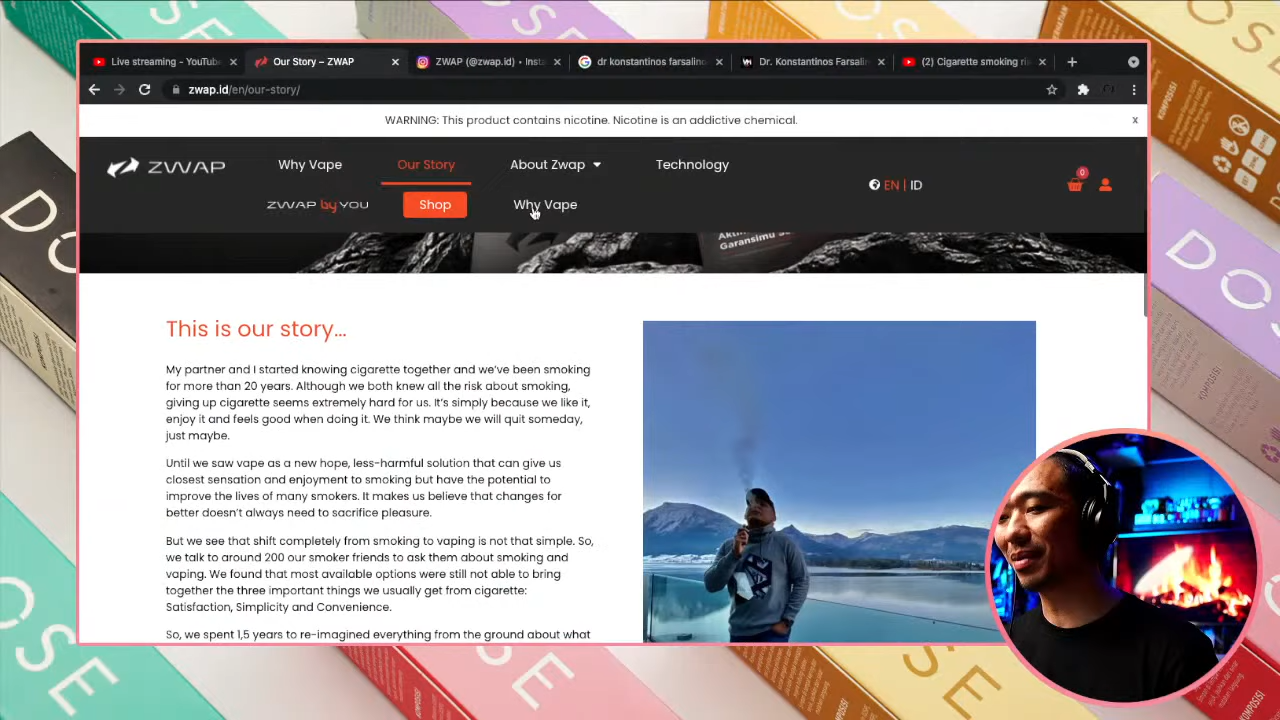 Live streaming - YouTube
Our Story – ZWAP
ZWAP (@zwap.id) • Insta
dr konstantinos farsalino
Dr. Konstantinos Farsalin
(2) Cigarette smoking ri
zwap.id/en/our-story/
WARNING: This product contains nicotine. Nicotine is an addictive chemical.
x
ZWAP
Why Vape
Our Story
About Zwap
Technology
ZWAP by YOU
Shop
Why Vape
EN | ID
0
Garansimu
This is our story...
My partner and I started knowing cigarette together and we've been smoking
for more than 20 years. Although we both knew all the risk about smoking,
giving up cigarette seems extremely hard for us. It's simply because we like it,
enjoy it and feels good when doing it. We think maybe we will quit someday,
just maybe.
Until we saw vape as a new hope, less-harmful solution that can give us
closest sensation and enjoyment to smoking but have the potential to
improve the lives of many smokers. It makes us believe that changes for
better doesn't always need to sacrifice pleasure.
But we see that shift completely from smoking to vaping is not that simple. So,
we talk to around 200 our smoker friends to ask them about smoking and
vaping. We found that most available options were still not able to bring
together the three important things we usually get from cigarette:
Satisfaction, Simplicity and Convenience.
So, we spent 1,5 years to re-imagined everything from the ground about what
KOMPOSISI